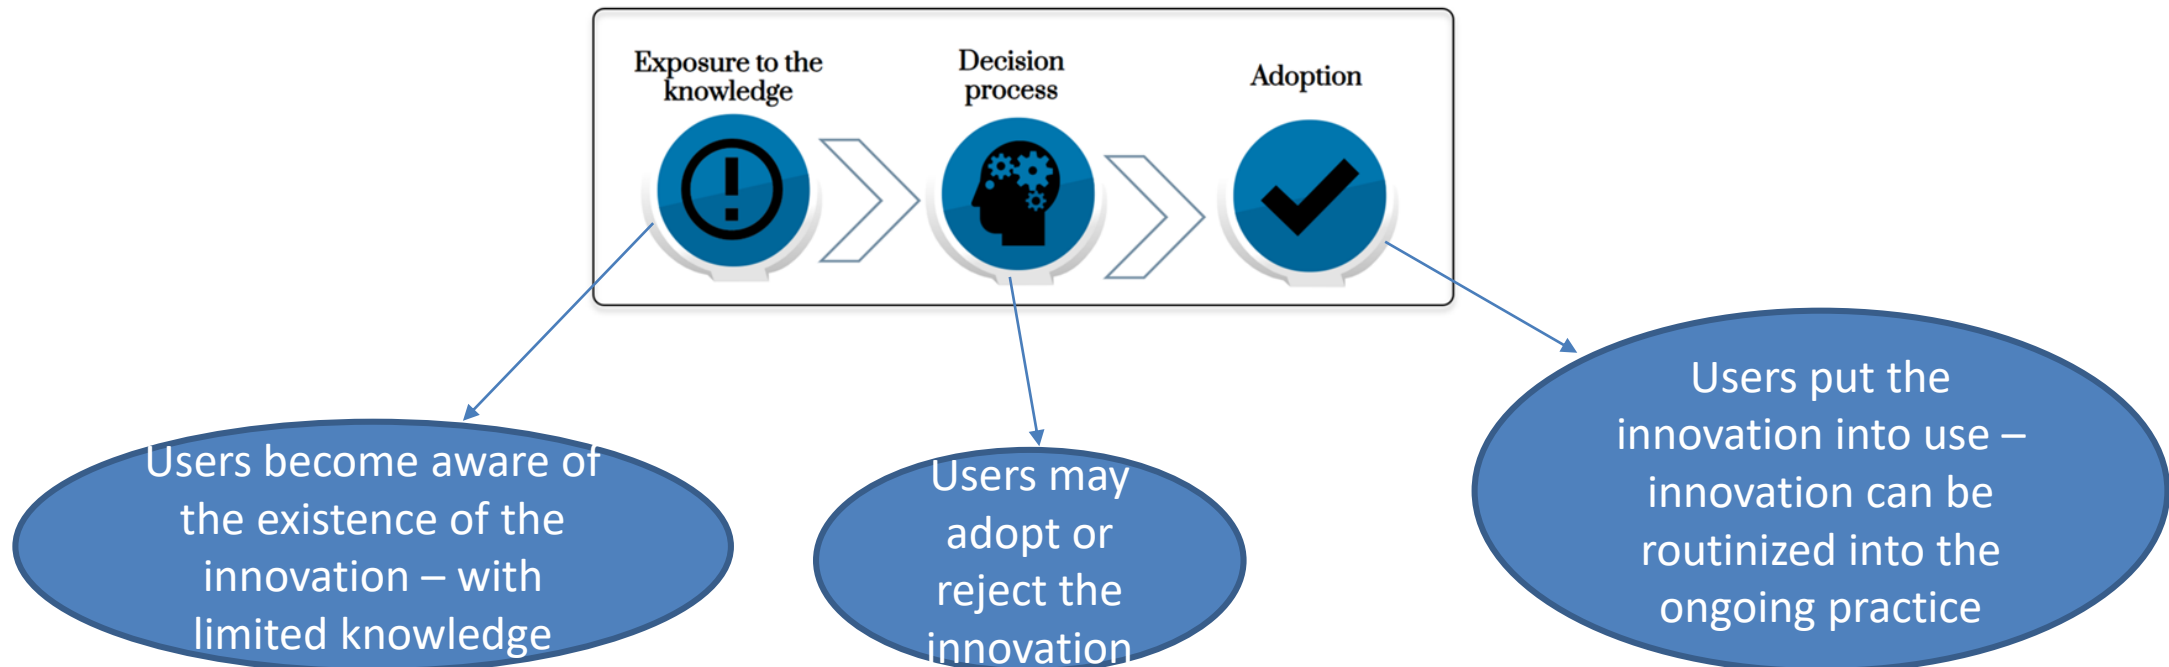 Exposure to the
knowledge
Decision
process
Adoption
Users become aware of
the existence of the
innovation – with
limited knowledge
Users may
adopt or
reject the
innovation
Users put the
innovation into use –
innovation can be
routinized into the
ongoing practice